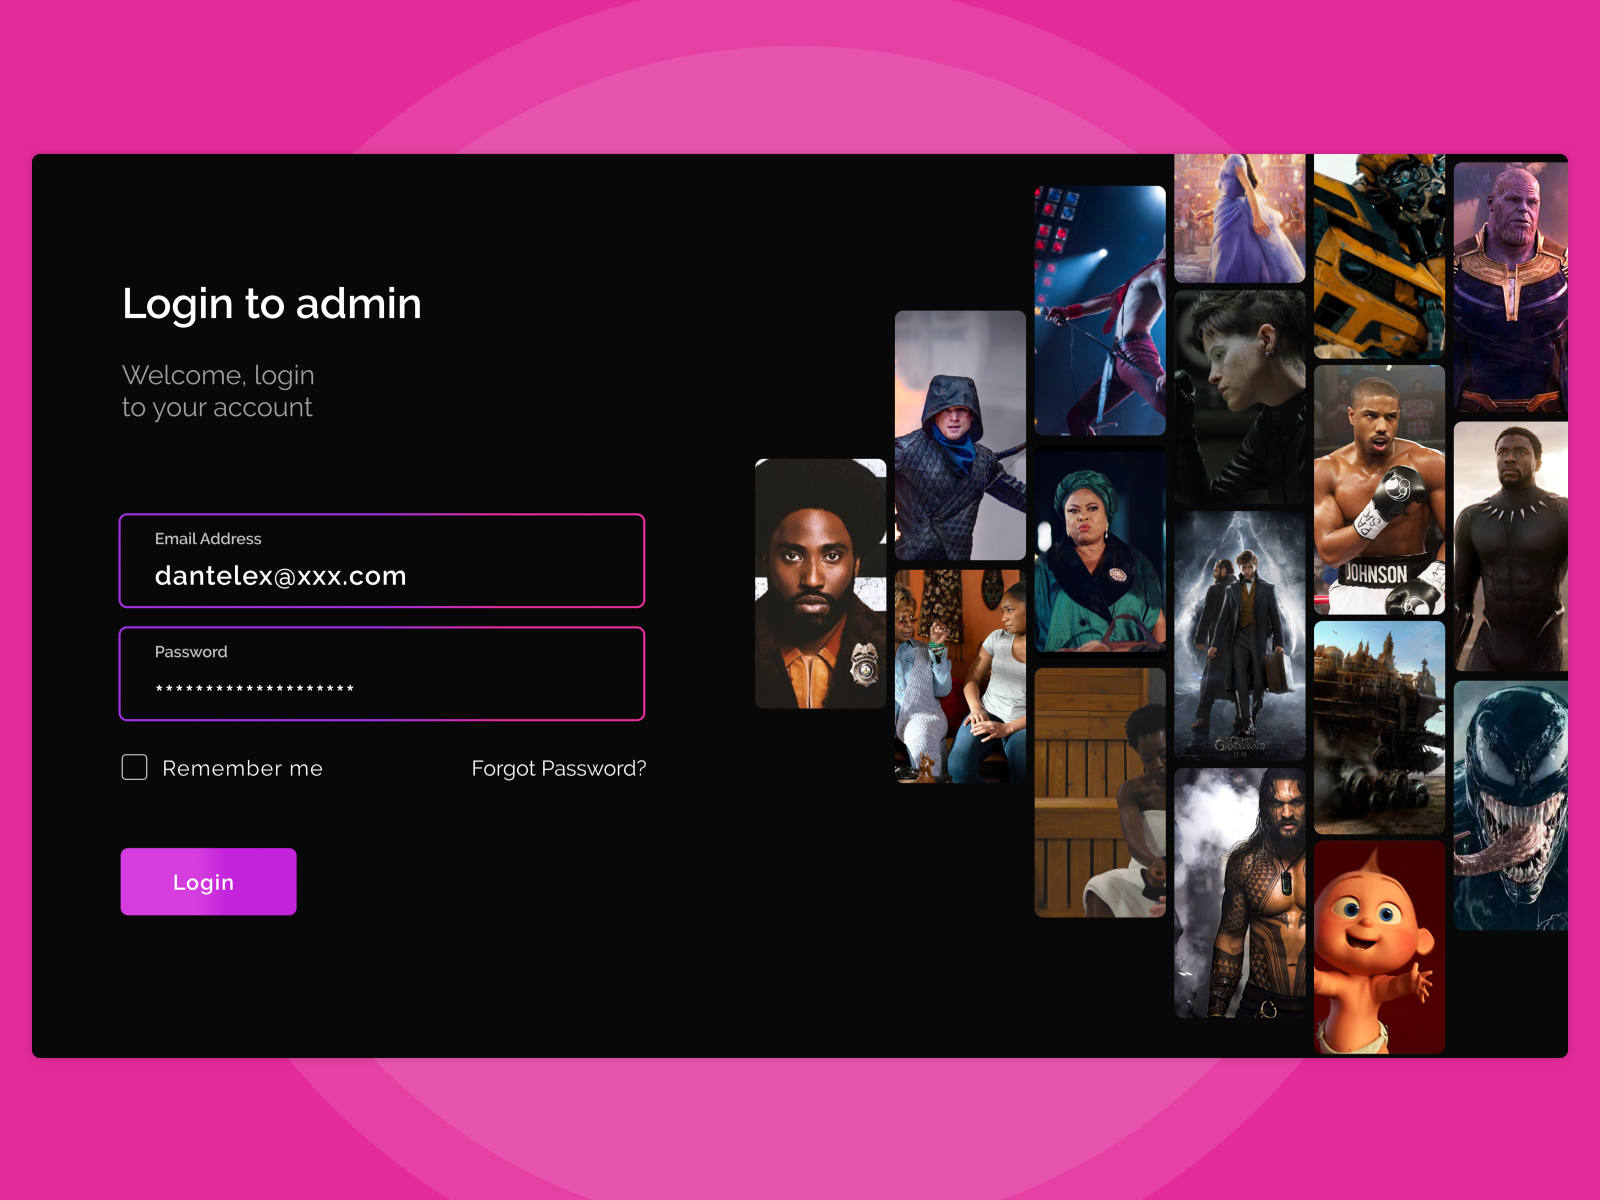 Login to admin
Welcome, login
to your account
Email Address
dantelex@xxx.com
Password
********************
Remember me
Forgot Password?
Login
JOHNSON
GRINDELWALD